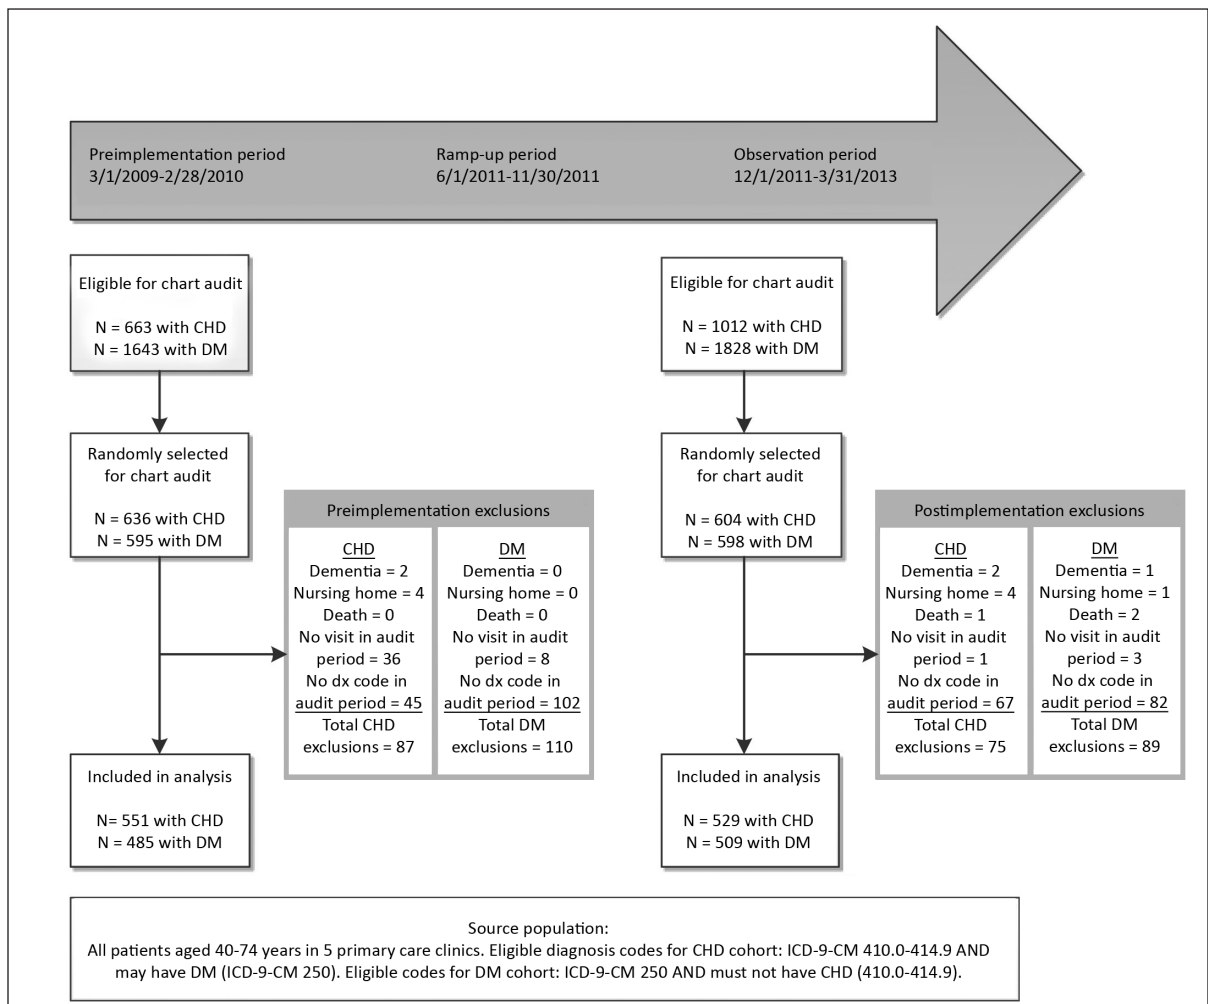 Preimplementation period
3/1/2009-2/28/2010
Ramp-up period
6/1/2011-11/30/2011
Observation period
12/1/2011-3/31/2013
Eligible for chart audit
N = 663 with CHD
N = 1643 with DM
Randomly selected
for chart audit
N = 636 with CHD
N = 595 with DM
Preimplementation exclusions
CHD
Dementia = 2
Nursing home = 4
Death = 0
No visit in audit
period = 36
No dx code in
audit period = 45
Total CHD
exclusions = 87
DM
Dementia = 0
Nursing home = 0
Death = 0
No visit in audit
period = 8
No dx code in
audit period = 102
Total DM
exclusions = 110
Included in analysis
N= 551 with CHD
N = 485 with DM
Eligible for chart audit
N = 1012 with CHD
N = 1828 with DM
Randomly selected
for chart audit
N = 604 with CHD
N = 598 with DM
Postimplementation exclusions
CHD
Dementia = 2
Nursing home = 4
Death = 1
No visit in audit
period = 1
No dx code in
audit period = 67
Total CHD
exclusions = 75
DM
Dementia = 1
Nursing home = 1
Death = 2
No visit in audit
period = 3
No dx code in
audit period = 82
Total DM
exclusions = 89
Included in analysis
N = 529 with CHD
N = 509 with DM
Source population:
All patients aged 40-74 years in 5 primary care clinics. Eligible diagnosis codes for CHD cohort: ICD-9-CM 410.0-414.9 AND
may have DM (ICD-9-CM 250). Eligible codes for DM cohort: ICD-9-CM 250 AND must not have CHD (410.0-414.9).